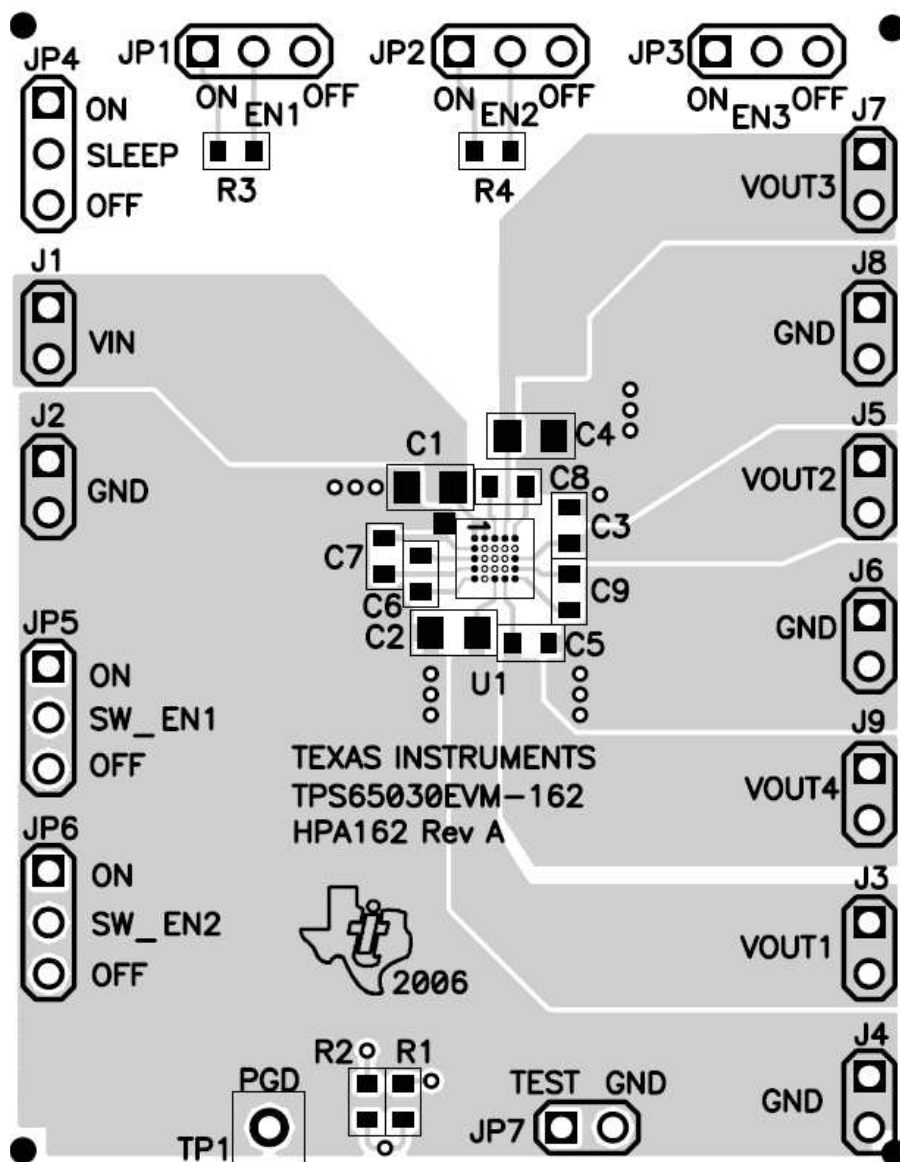 JP1
JP2
JP3
JP4
ON
EN1
OFF
ON
EN2
OFF
ON
EN3
OFF
J7
ON
SLEEP
OFF
R3
R4
VOUT3
J1
VIN
J8
GND
J2
GND
C1
C4
J5
VOUT2
C8
C3
1
C7
C6
C9
C2
C5
U1
J6
GND
JP5
ON
SW_EN1
OFF
J9
VOUT4
TEXAS INSTRUMENTS
TPS65030EVM-162
HPA162 Rev A
JP6
ON
SW_EN2
OFF
J3
VOUT1
ti
2006
R2
R1
J4
GND
PGD
TP1
TEST
GND
JP7